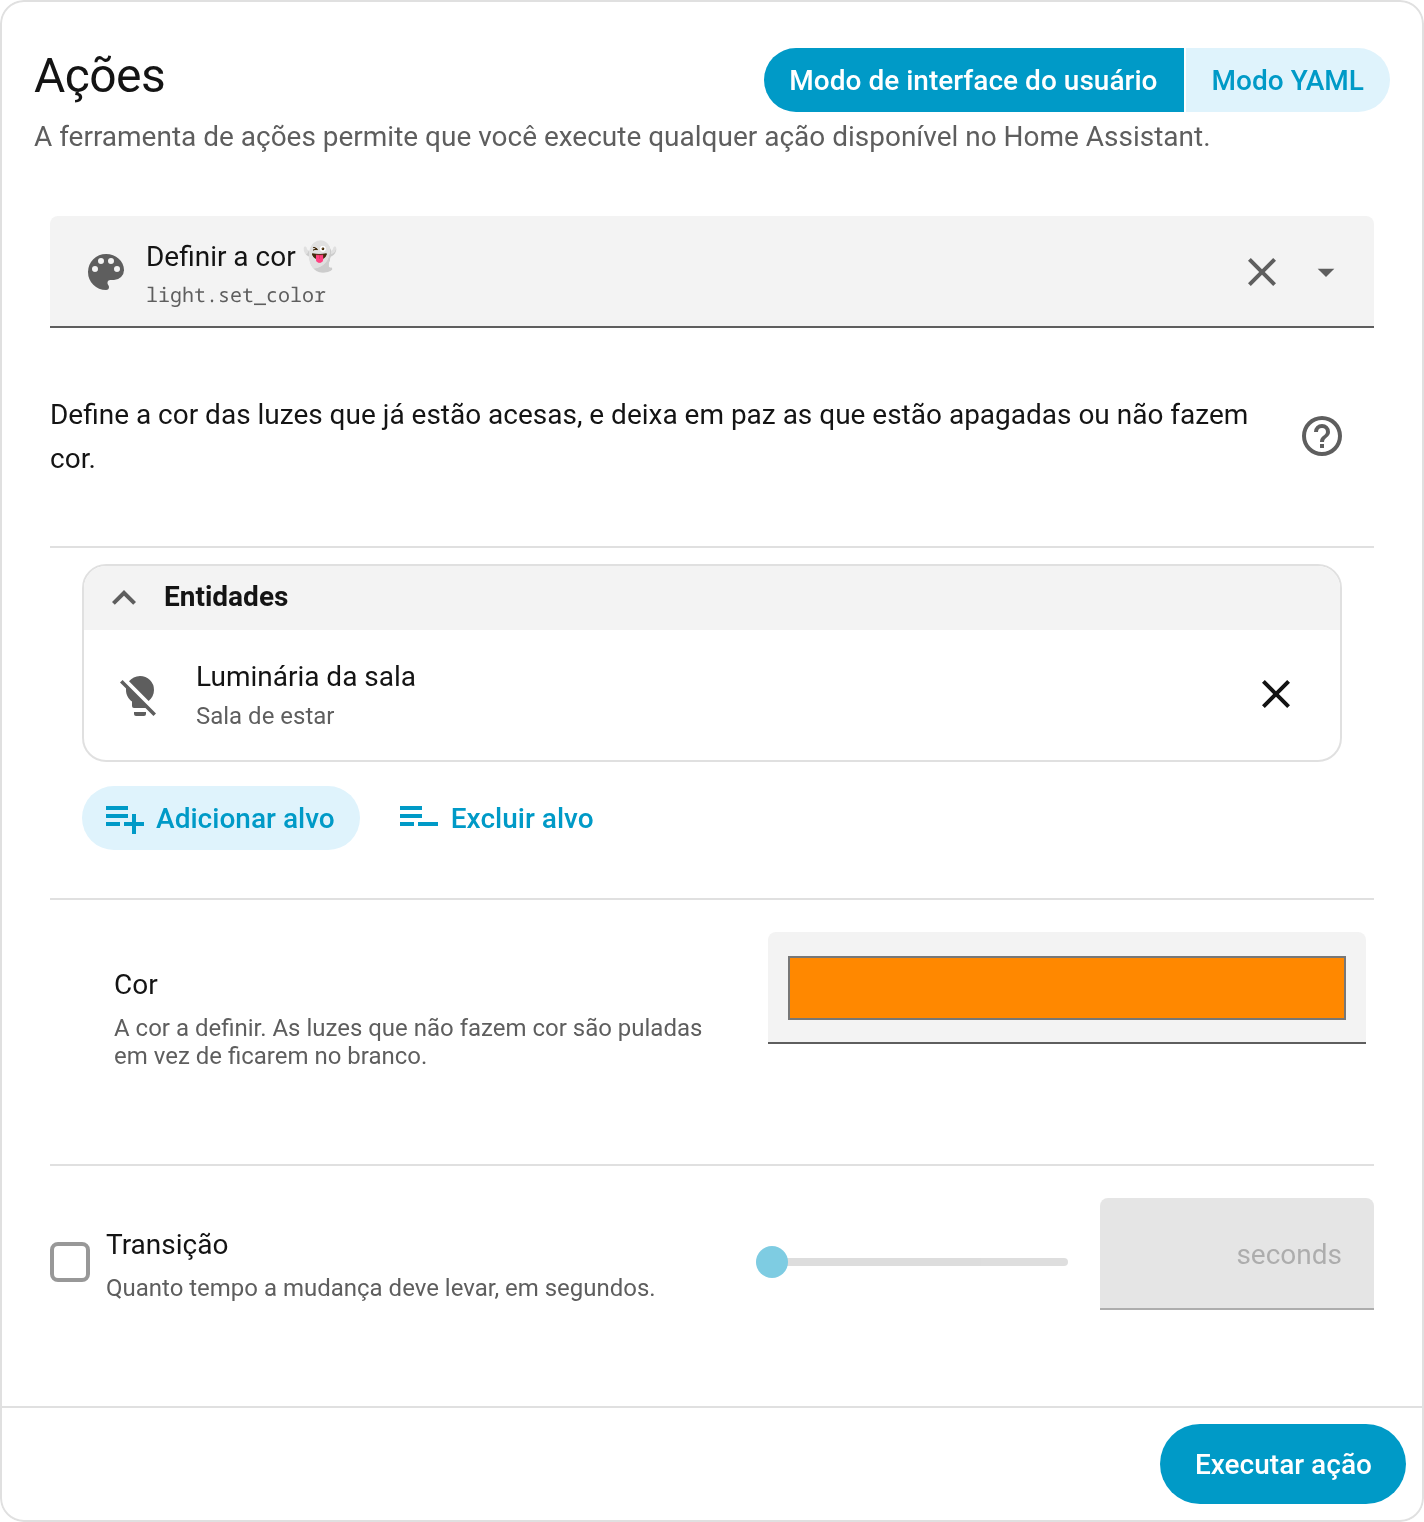 Ações
Modo de interface do usuário
Modo YAML
A ferramenta de ações permite que você execute qualquer ação disponível no Home Assistant.
Definir a cor 👻
light.set_color
Define a cor das luzes que já estão acesas, e deixa em paz as que estão apagadas ou não fazem
cor.
Entidades
Luminária da sala
Sala de estar
Adicionar alvo
Excluir alvo
Cor
A cor a definir. As luzes que não fazem cor são puladas
em vez de ficarem no branco.
Transição
Quanto tempo a mudança deve levar, em segundos.
seconds
Executar ação